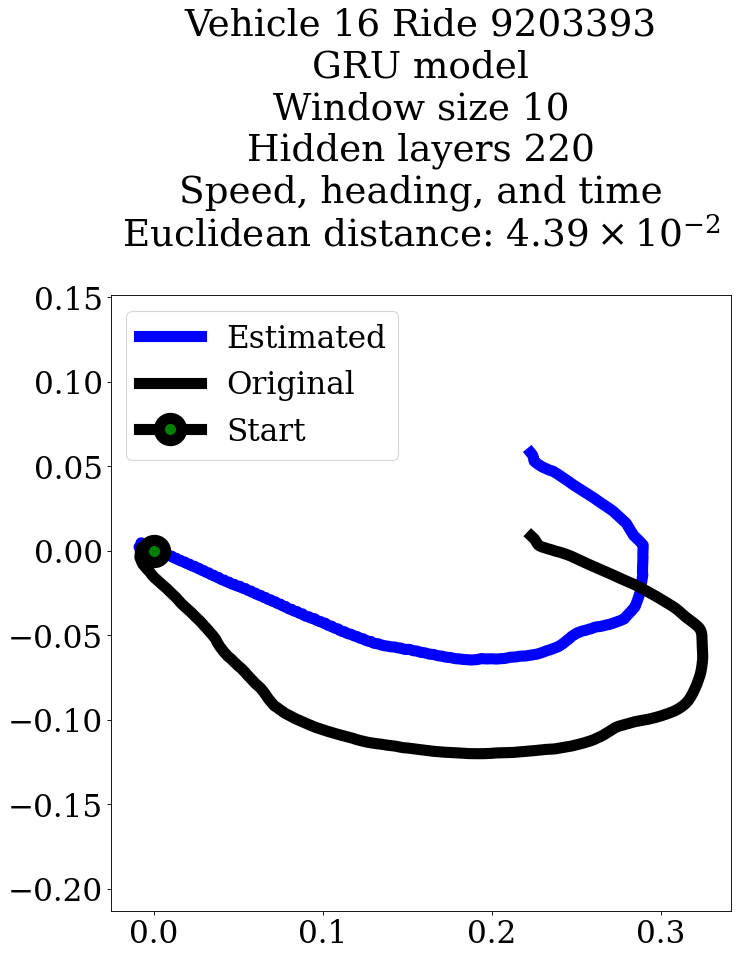 Vehicle 16 Ride 9203393
GRU model
Window size 10
Hidden layers 220
Speed, heading, and time
Euclidean distance: 4.39 × 10⁻²
0.15
0.10
0.05
0.00
−0.05
−0.10
−0.15
−0.20
Estimated
Original
Start
0.0 0.1 0.2 0.3